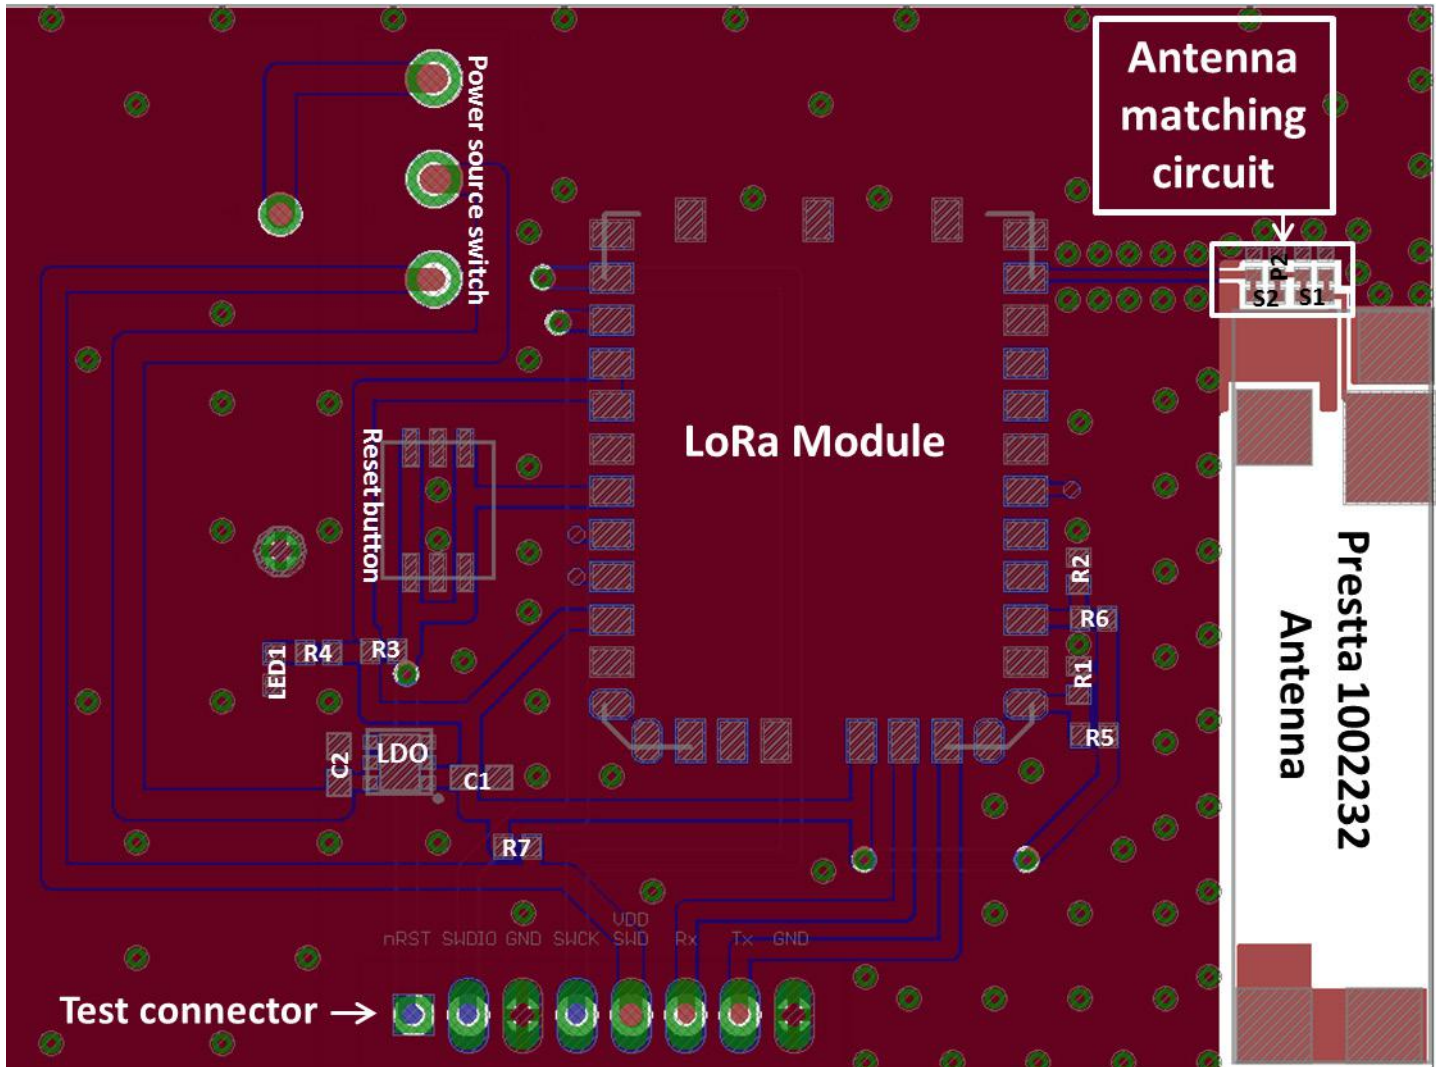 Antenna
matching
circuit
Power source switch
P2
S2
S1
LoRa Module
Reset button
R2
R6
R3
R4
LED1
R1
R5
LDO
C2
C1
R7
Prestta 1002232
Antenna
VDD
nRST SWDIO GND SWCK SWD Rx Tx GND
Test connector